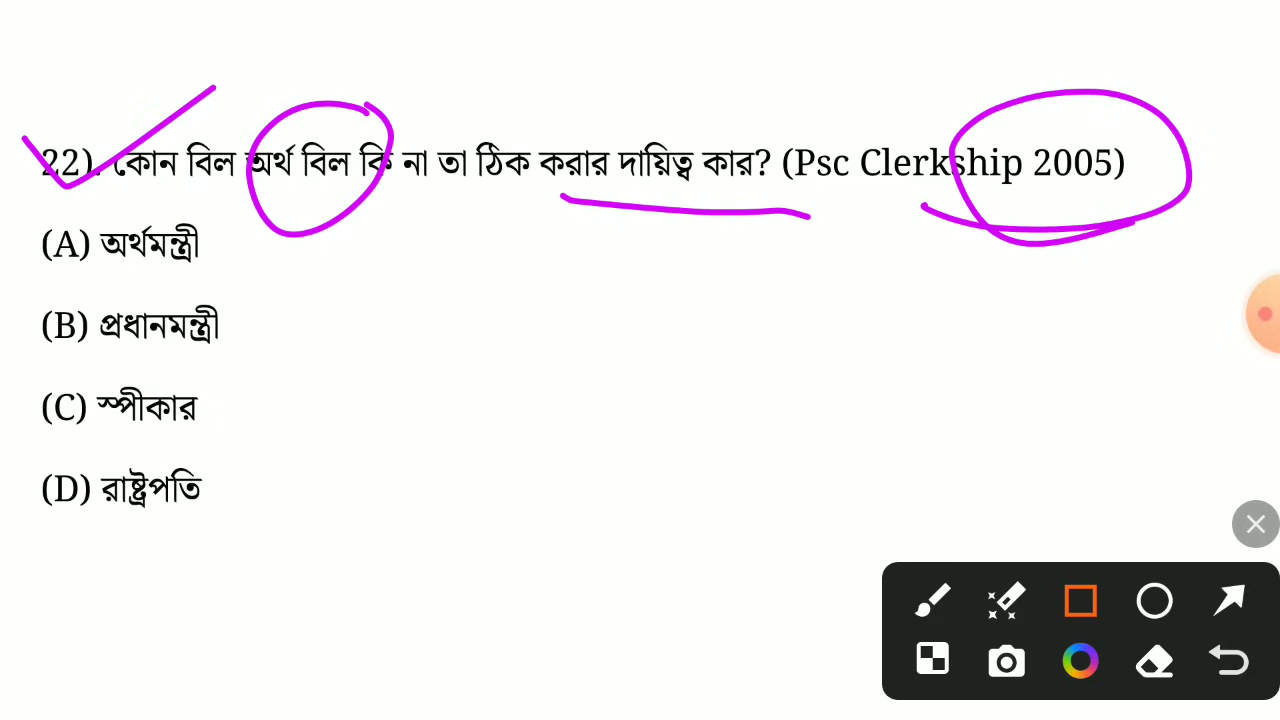 22). কোন বিল অর্থ বিল কি না তা ঠিক করার দায়িত্ব কার? (Psc Clerkship 2005)
(A) অর্থমন্ত্রী
(B) প্রধানমন্ত্রী
(C) স্পীকার
(D) রাষ্ট্রপতি